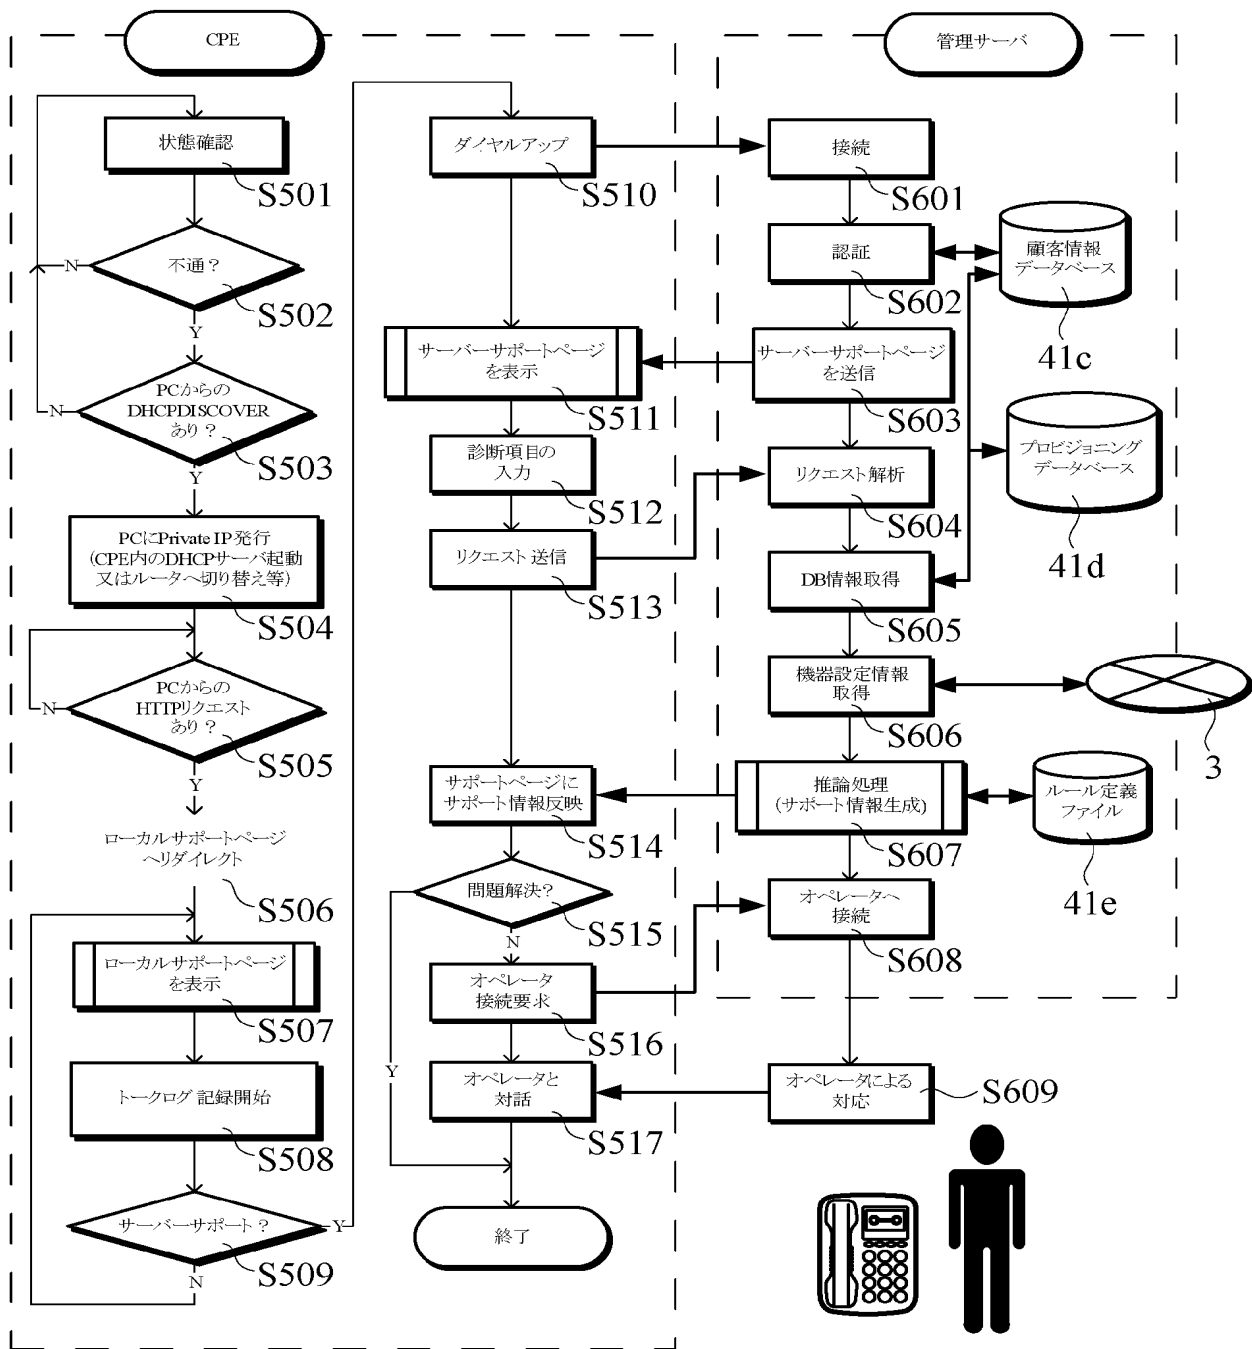 CPE
状態確認
S501
不通？
N
S502
Y
PCからの
DHCPDISCOVER
あり？
N
S503
Y
PCにPrivate IP発行
(CPE内のDHCPサーバ起動
又はルータへ切り替え等)
S504
PCからの
HTTPリクエスト
あり？
N
S505
Y
ローカルサポートページ
へリダイレクト
S506
ローカルサポートページ
を表示
S507
トークログ 記録開始
S508
サーバーサポート？
Y
S509
N
ダイヤルアップ
S510
サーバーサポートページ
を表示
S511
診断項目の
入力
S512
リクエスト 送信
S513
サポートページに
サポート情報反映
S514
問題解決？
S515
N
Y
オペレータ
接続要求
S516
オペレータと
対話
S517
終了
管理サーバ
接続
S601
認証
S602
顧客情報
データベース
41c
サーバーサポートページ
を送信
S603
リクエスト 解析
S604
プロビジョニング
データベース
41d
DB情報取得
S605
機器設定情報
取得
S606
3
推論処理
(サポート情報生成)
S607
ルール定義
ファイル
41e
オペレータへ
接続
S608
オペレータによる
対応
S609